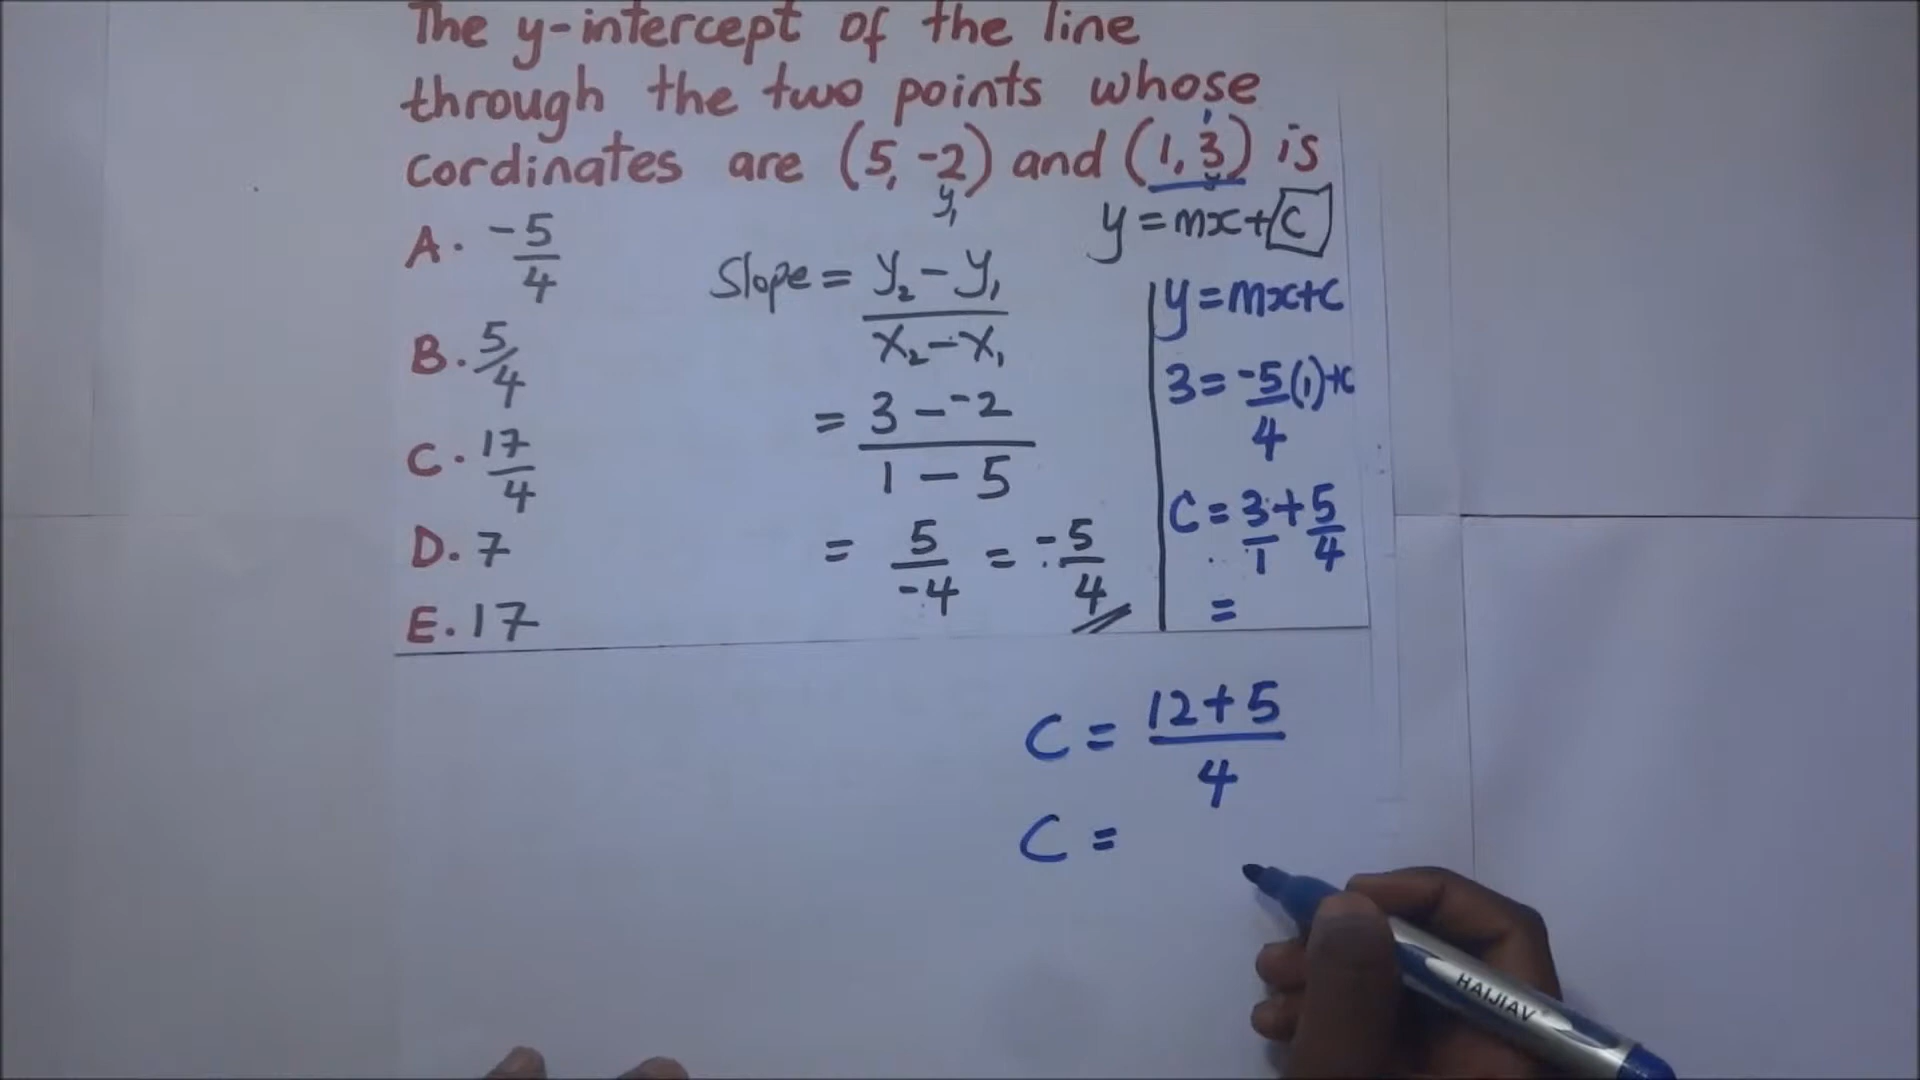 The y-intercept of the line
through the two points whose
cordinates are (5, -2) and (1, 3) is
y₁
y = mx + c
A. -5/4
B. 5/4
C. 17/4
D. 7
E. 17
Slope = y₂ - y₁ / x₂ - x₁
= 3 - -2 / 1 - 5
= 5/-4 = -5/4
y = mx + c
3 = -5/4 (1) + c
C = 3/1 + 5/4
=
C = 12 + 5 / 4
C =
HAIJIAV